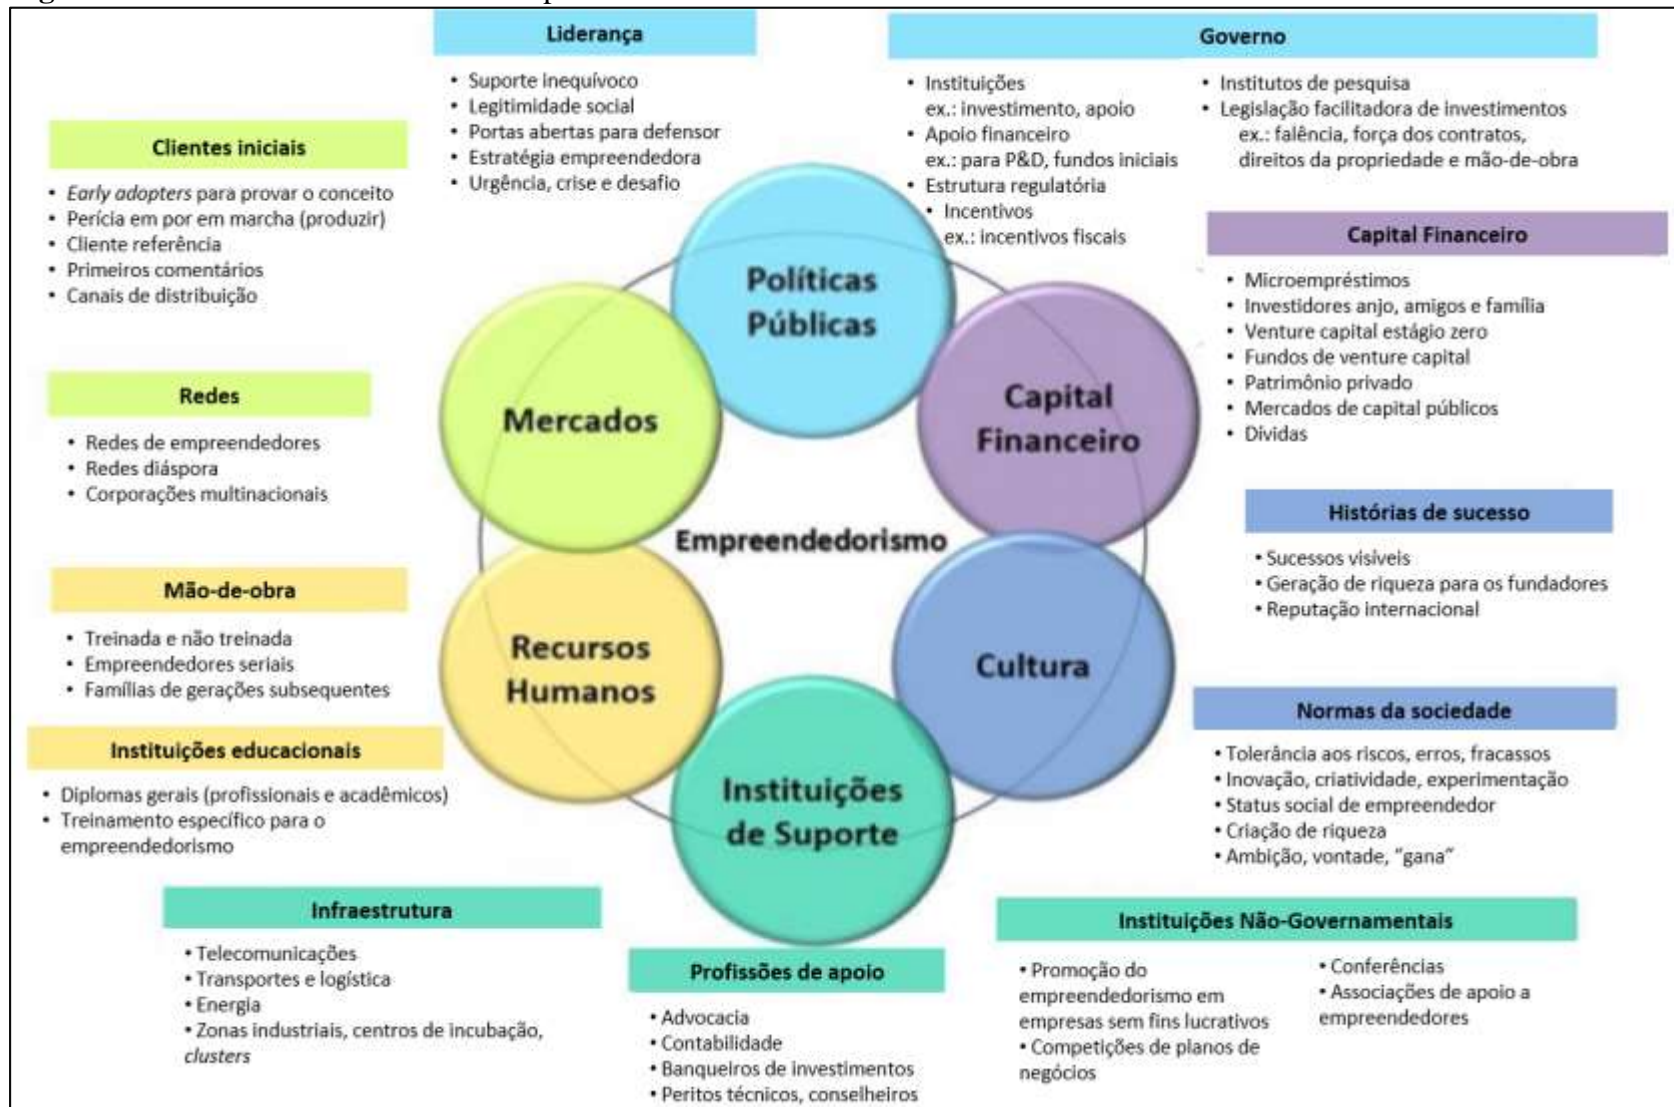 Liderança
• Suporte inequívoco
• Legitimidade social
• Portas abertas para defensor
• Estratégia empreendedora
• Urgência, crise e desafio
Governo
• Instituições
ex.: investimento, apoio
• Apoio financeiro
ex.: para P&D, fundos iniciais
• Estrutura regulatória
• Incentivos
ex.: incentivos fiscais
• Institutos de pesquisa
• Legislação facilitadora de investimentos
ex.: falência, força dos contratos,
direitos da propriedade e mão-de-obra
Clientes iniciais
• Early adopters para provar o conceito
• Perícia em por em marcha (produzir)
• Cliente referência
• Primeiros comentários
• Canais de distribuição
Capital Financeiro
• Microempréstimos
• Investidores anjo, amigos e família
• Venture capital estágio zero
• Fundos de venture capital
• Patrimônio privado
• Mercados de capital públicos
• Dívidas
Políticas
Públicas
Mercados
Capital
Financeiro
Redes
• Redes de empreendedores
• Redes diáspora
• Corporações multinacionais
Empreendedorismo
Histórias de sucesso
• Sucessos visíveis
• Geração de riqueza para os fundadores
• Reputação internacional
Mão-de-obra
• Treinada e não treinada
• Empreendedores seriais
• Famílias de gerações subsequentes
Recursos
Humanos
Cultura
Normas da sociedade
• Tolerância aos riscos, erros, fracassos
• Inovação, criatividade, experimentação
• Status social de empreendedor
• Criação de riqueza
• Ambição, vontade, "gana"
Instituições educacionais
• Diplomas gerais (profissionais e acadêmicos)
• Treinamento específico para o
empreendedorismo
Instituições
de Suporte
Infraestrutura
• Telecomunicações
• Transportes e logística
• Energia
• Zonas industriais, centros de incubação,
clusters
Profissões de apoio
• Advocacia
• Contabilidade
• Banqueiros de investimentos
• Peritos técnicos, conselheiros
Instituições Não-Governamentais
• Promoção do
empreendedorismo em
empresas sem fins lucrativos
• Competições de planos de
negócios
• Conferências
• Associações de apoio a
empreendedores